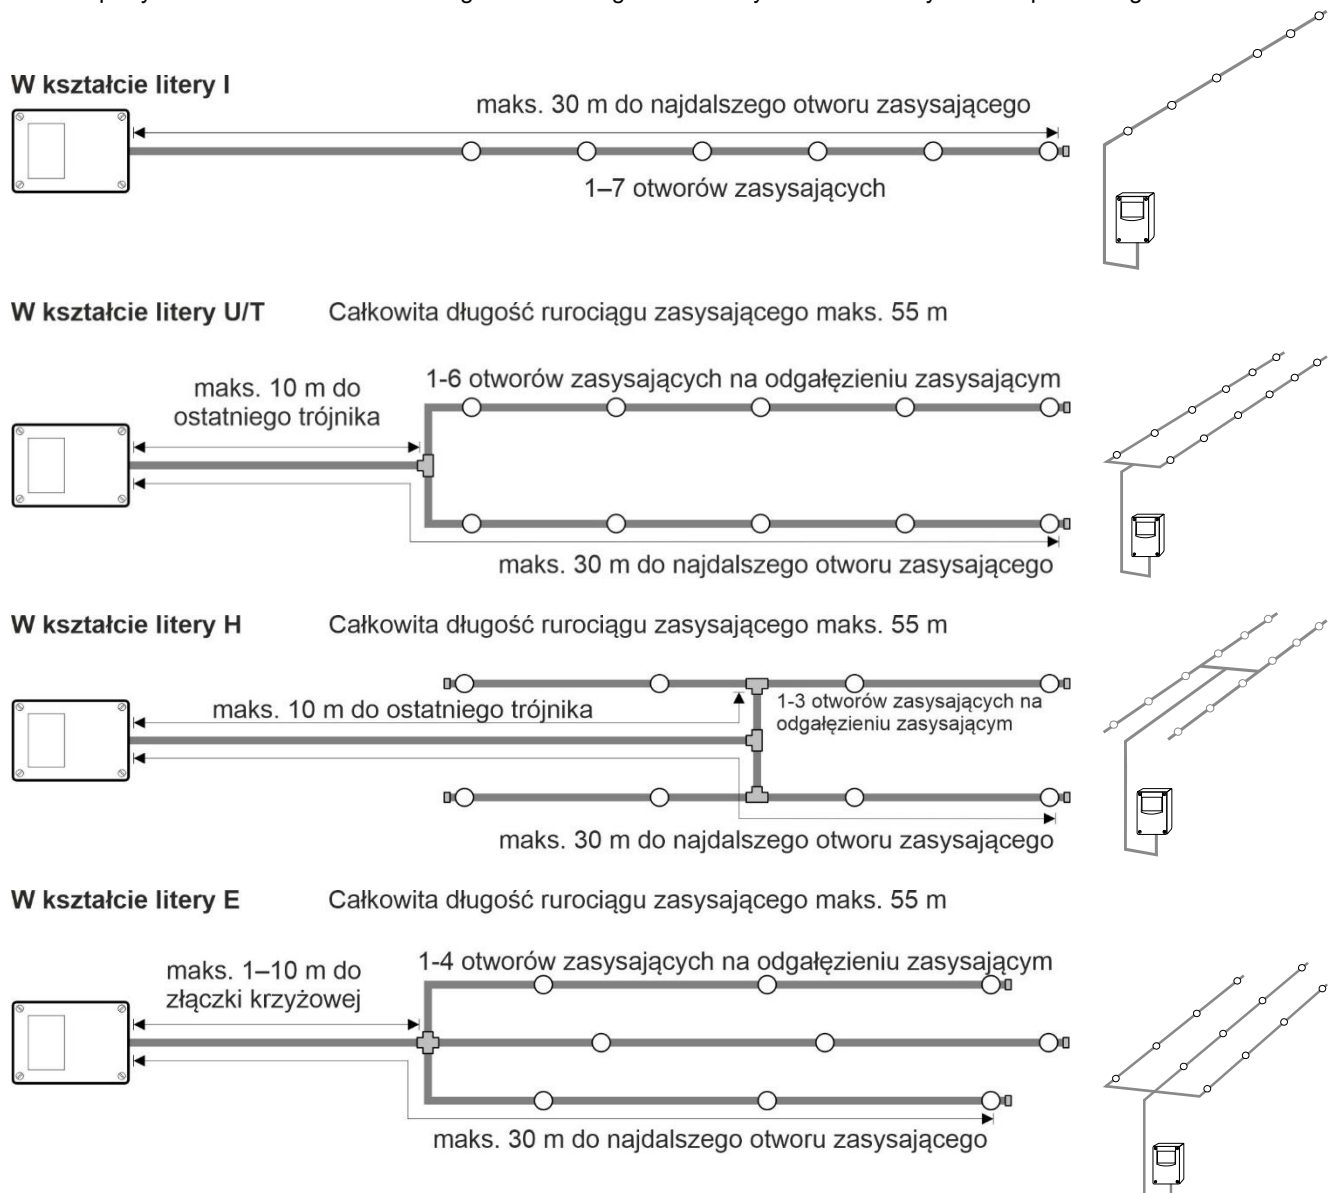 W kształcie litery I
maks. 30 m do najdalszego otworu zasysającego
1–7 otworów zasysających
W kształcie litery U/T
Całkowita długość rurociągu zasysającego maks. 55 m
maks. 10 m do
ostatniego trójnika
1-6 otworów zasysających na odgałęzieniu zasysającym
maks. 30 m do najdalszego otworu zasysającego
W kształcie litery H
Całkowita długość rurociągu zasysającego maks. 55 m
maks. 10 m do ostatniego trójnika
1-3 otworów zasysających na
odgałęzieniu zasysającym
maks. 30 m do najdalszego otworu zasysającego
W kształcie litery E
Całkowita długość rurociągu zasysającego maks. 55 m
maks. 1–10 m do
złączki krzyżowej
1-4 otworów zasysających na odgałęzieniu zasysającym
maks. 30 m do najdalszego otworu zasysającego